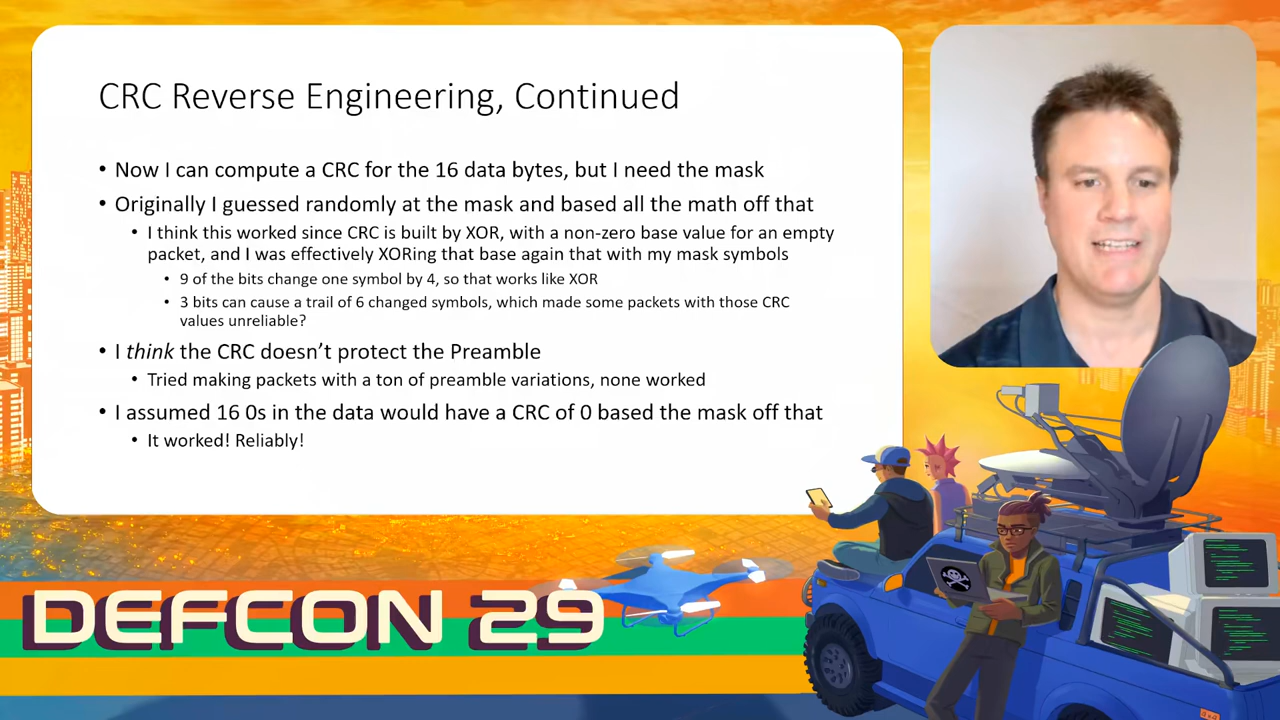 CRC Reverse Engineering, Continued
• Now I can compute a CRC for the 16 data bytes, but I need the mask
• Originally I guessed randomly at the mask and based all the math off that
• I think this worked since CRC is built by XOR, with a non-zero base value for an empty
packet, and I was effectively XORing that base again that with my mask symbols
• 9 of the bits change one symbol by 4, so that works like XOR
• 3 bits can cause a trail of 6 changed symbols, which made some packets with those CRC
values unreliable?
• I think the CRC doesn’t protect the Preamble
• Tried making packets with a ton of preamble variations, none worked
• I assumed 16 0s in the data would have a CRC of 0 based the mask off that
• It worked! Reliably!
DEFCON 29